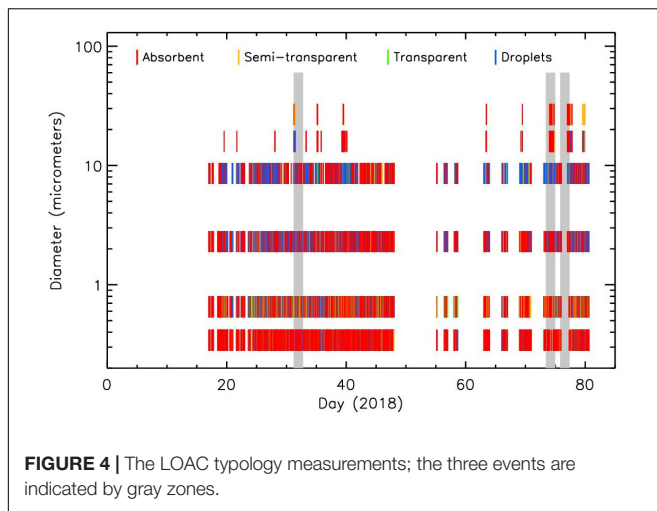 100
Absorbent Semi-transparent Transparent Droplets
10
1
Diameter (micrometers)
0 20 40 60 80
Day (2018)
FIGURE 4 | The LOAC typology measurements; the three events are
indicated by gray zones.